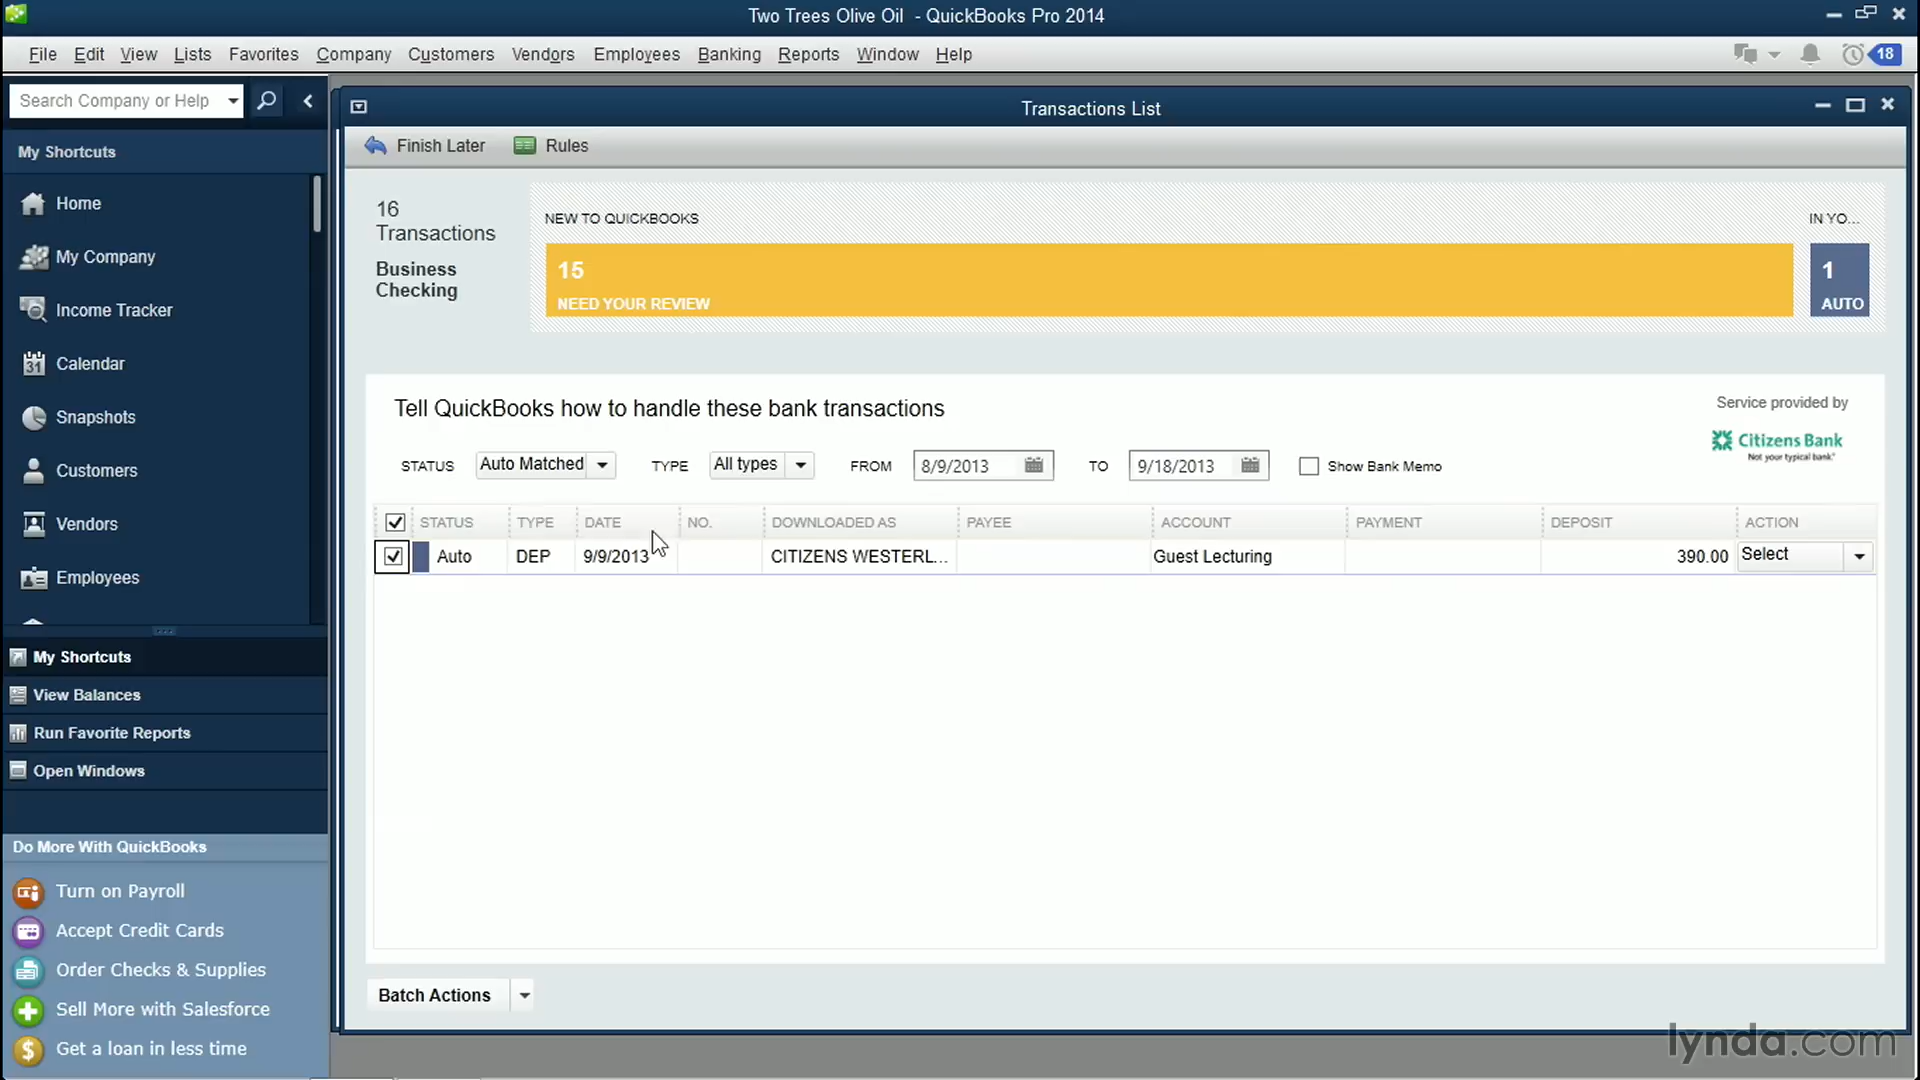 Two Trees Olive Oil - QuickBooks Pro 2014
File Edit View Lists Favorites Company Customers Vendors Employees Banking Reports Window Help
18
Search Company or Help
My Shortcuts
Home
My Company
Income Tracker
31 Calendar
Snapshots
Customers
Vendors
Employees
My Shortcuts
View Balances
Run Favorite Reports
Open Windows
Do More With QuickBooks
Turn on Payroll
Accept Credit Cards
Order Checks & Supplies
Sell More with Salesforce
$ Get a loan in less time
Transactions List
Finish Later Rules
16
Transactions
Business
Checking
NEW TO QUICKBOOKS
15
NEED YOUR REVIEW
IN YO...
1
AUTO
Tell QuickBooks how to handle these bank transactions
Service provided by
Citizens Bank
Not your typical bank.
STATUS Auto Matched TYPE All types FROM 8/9/2013 TO 9/18/2013 Show Bank Memo
STATUS TYPE DATE NO. DOWNLOADED AS PAYEE ACCOUNT PAYMENT DEPOSIT ACTION
Auto DEP 9/9/2013 CITIZENS WESTERL... Guest Lecturing 390.00 Select
Batch Actions
lynda.com